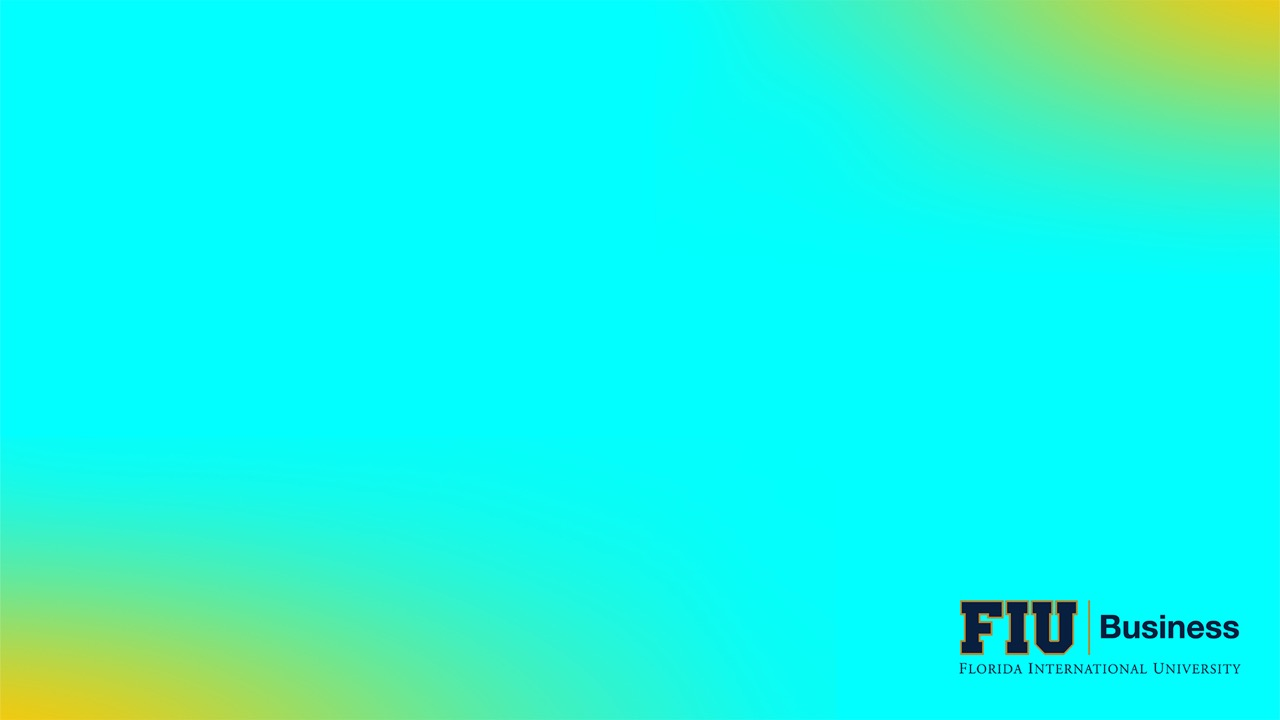 FIU Business
FLORIDA INTERNATIONAL UNIVERSITY